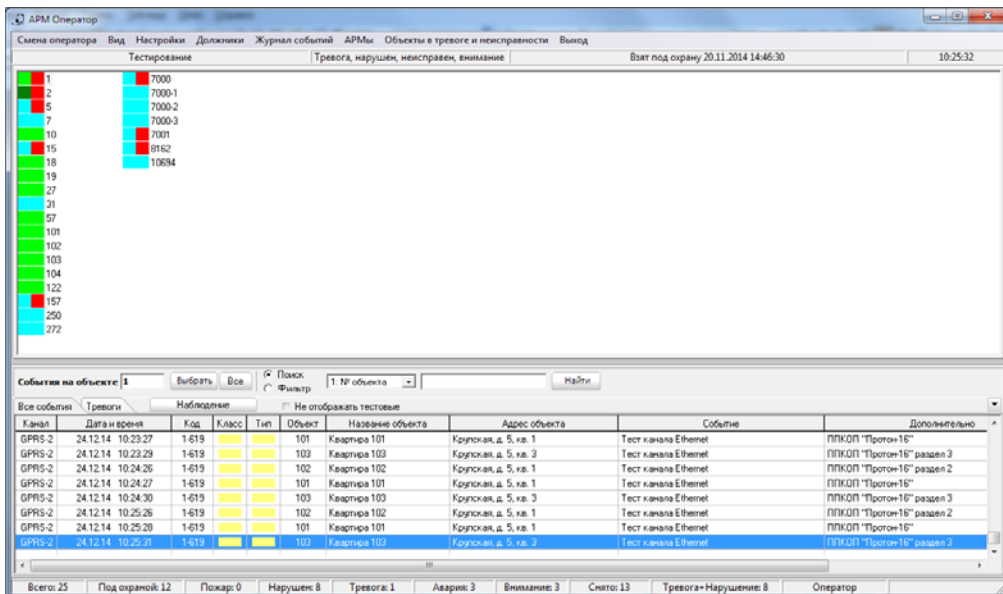 АРМ Оператор
Смена оператора Вид Настройки Должники Журнал событий АРМы Объекты в тревоге и неисправности Выход
Тестирование Тревога, нарушен, неисправен, внимание Взят под охрану 20.11.2014 14:46:30 10:25:32
1 7000
2 7000-1
5 7000-2
7 7000-3
10 7001
15 8162
18 10694
19
27
31
57
101
102
103
104
122
157
250
272
События на объекте 1 Выбрать Все Поиск Фильтр 1: № объекта Найти
Все события Тревоги Наблюдение Не отображать тестовые
Канал Дата и время Код Класс Тип Объект Название объекта Адрес объекта Событие Дополнительно
GPRS-2 24.12.14 10:23:27 1-619 101 Квартира 101 Крупская, д. 5, кв. 1 Тест канала Ethernet ППКОП "Протон-16"
GPRS-2 24.12.14 10:23:29 1-619 103 Квартира 103 Крупская, д. 5, кв. 3 Тест канала Ethernet ППКОП "Протон-16" раздел 3
GPRS-2 24.12.14 10:24:26 1-619 102 Квартира 102 Крупская, д. 5, кв. 1 Тест канала Ethernet ППКОП "Протон-16" раздел 2
GPRS-2 24.12.14 10:24:27 1-619 101 Квартира 101 Крупская, д. 5, кв. 1 Тест канала Ethernet ППКОП "Протон-16"
GPRS-2 24.12.14 10:24:30 1-619 103 Квартира 103 Крупская, д. 5, кв. 3 Тест канала Ethernet ППКОП "Протон-16" раздел 3
GPRS-2 24.12.14 10:25:26 1-619 102 Квартира 102 Крупская, д. 5, кв. 1 Тест канала Ethernet ППКОП "Протон-16" раздел 2
GPRS-2 24.12.14 10:25:28 1-619 101 Квартира 101 Крупская, д. 5, кв. 1 Тест канала Ethernet ППКОП "Протон-16"
GPRS-2 24.12.14 10:25:31 1-619 103 Квартира 103 Крупская, д. 5, кв. 3 Тест канала Ethernet ППКОП "Протон-16" раздел 3
Всего: 25 Под охраной: 12 Пожар: 0 Нарушен: 8 Тревога: 1 Авария: 3 Внимание: 3 Снято: 13 Тревога+Нарушение: 8 Оператор